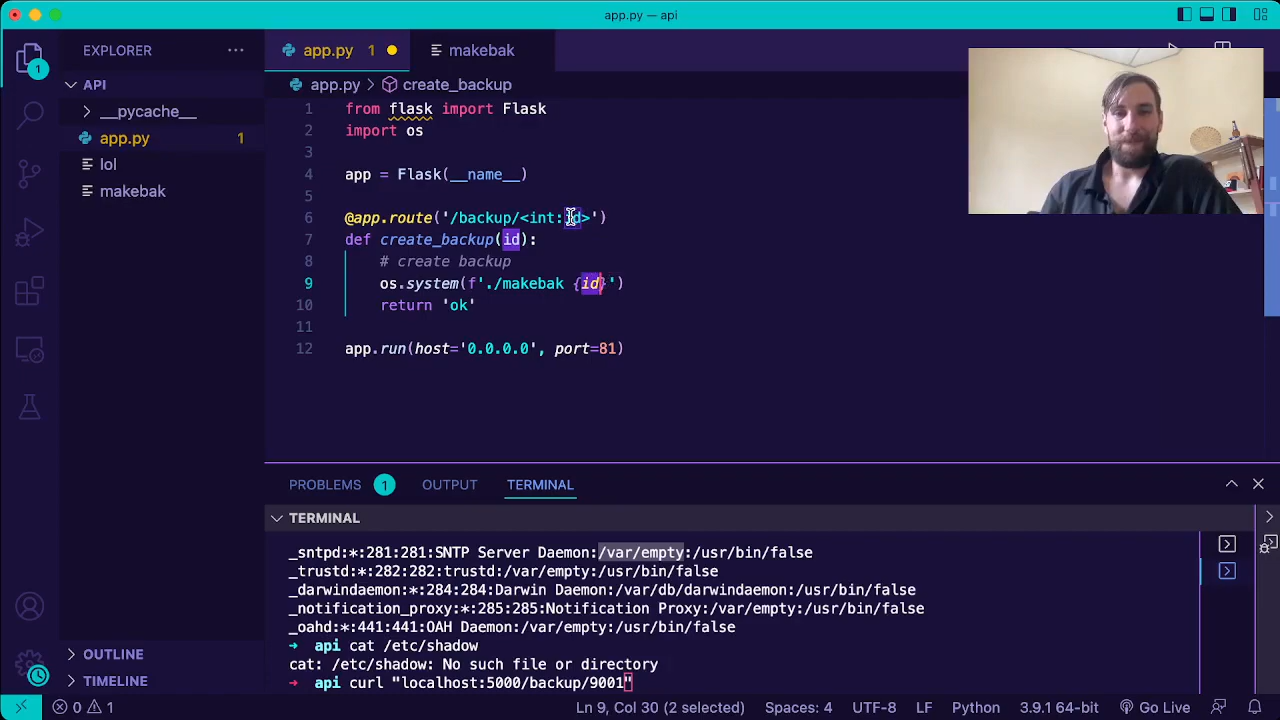 app.py — api
EXPLORER
app.py 1
makebak
API
app.py > create_backup
__pycache__
app.py 1
lol
makebak
1 from flask import Flask
2 import os
3
4 app = Flask(__name__)
5
6 @app.route('/backup/<int:id>')
7 def create_backup(id):
8 # create backup
9 os.system(f'./makebak {id}')
10 return 'ok'
11
12 app.run(host='0.0.0.0', port=81)
1
PROBLEMS 1 OUTPUT TERMINAL
TERMINAL
_sntpd:*:281:281:SNTP Server Daemon:/var/empty:/usr/bin/false
_trustd:*:282:282:trustd:/var/empty:/usr/bin/false
_darwindaemon:*:284:284:Darwin Daemon:/var/db/darwindaemon:/usr/bin/false
_notification_proxy:*:285:285:Notification Proxy:/var/empty:/usr/bin/false
_oahd:*:441:441:OAH Daemon:/var/empty:/usr/bin/false
➜ api cat /etc/shadow
cat: /etc/shadow: No such file or directory
➜ api curl "localhost:5000/backup/9001"
OUTLINE
TIMELINE
0 1 Ln 9, Col 30 (2 selected) Spaces: 4 UTF-8 LF Python 3.9.1 64-bit Go Live